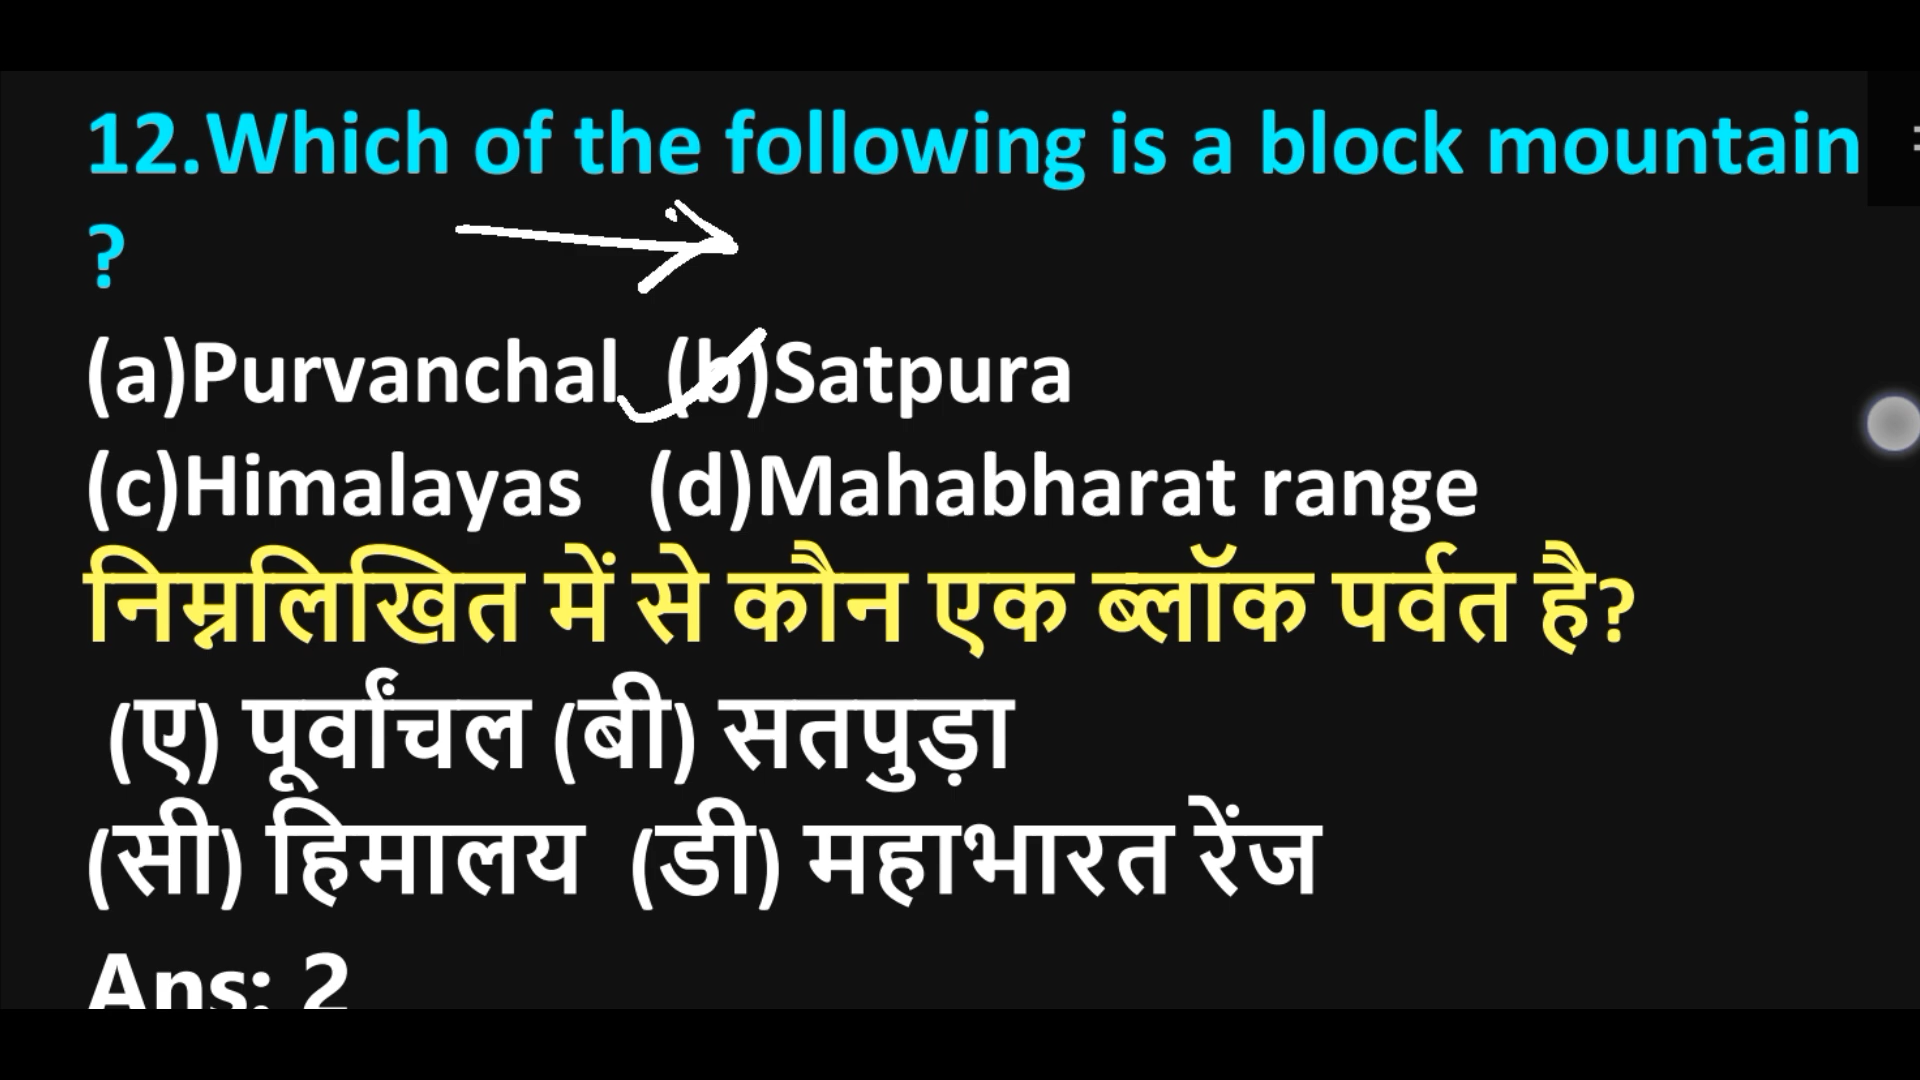 12.Which of the following is a block mountain
?
(a)Purvanchal (b)Satpura
(c)Himalayas (d)Mahabharat range
निम्नलिखित में से कौन एक ब्लॉक पर्वत है?
(ए) पूर्वांचल (बी) सतपुड़ा
(सी) हिमालय (डी) महाभारत रेंज
Ans: 2